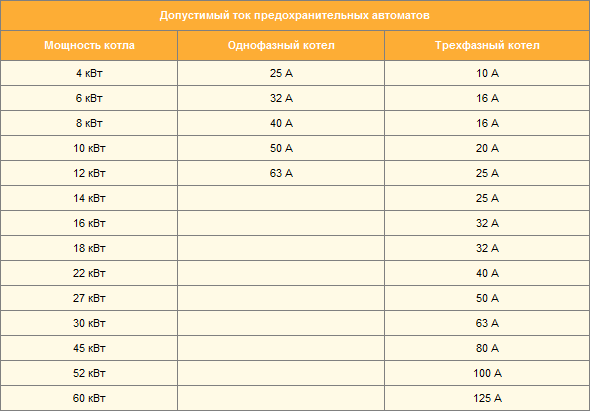 Допустимый ток предохранительных автоматов
Мощность котла Однофазный котел Трехфазный котел
4 кВт 25 А 10 А
6 кВт 32 А 16 А
8 кВт 40 А 16 А
10 кВт 50 А 20 А
12 кВт 63 А 25 А
14 кВт 25 А
16 кВт 32 А
18 кВт 32 А
22 кВт 40 А
27 кВт 50 А
30 кВт 63 А
45 кВт 80 А
52 кВт 100 А
60 кВт 125 А